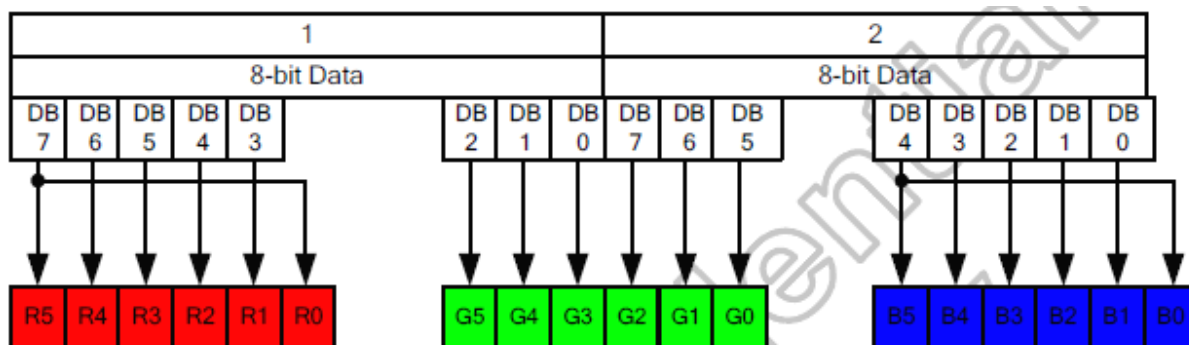 1 2
8-bit Data 8-bit Data
DB 7 DB 6 DB 5 DB 4 DB 3 DB 2 DB 1 DB 0 DB 7 DB 6 DB 5 DB 4 DB 3 DB 2 DB 1 DB 0
R5 R4 R3 R2 R1 R0 G5 G4 G3 G2 G1 G0 B5 B4 B3 B2 B1 B0